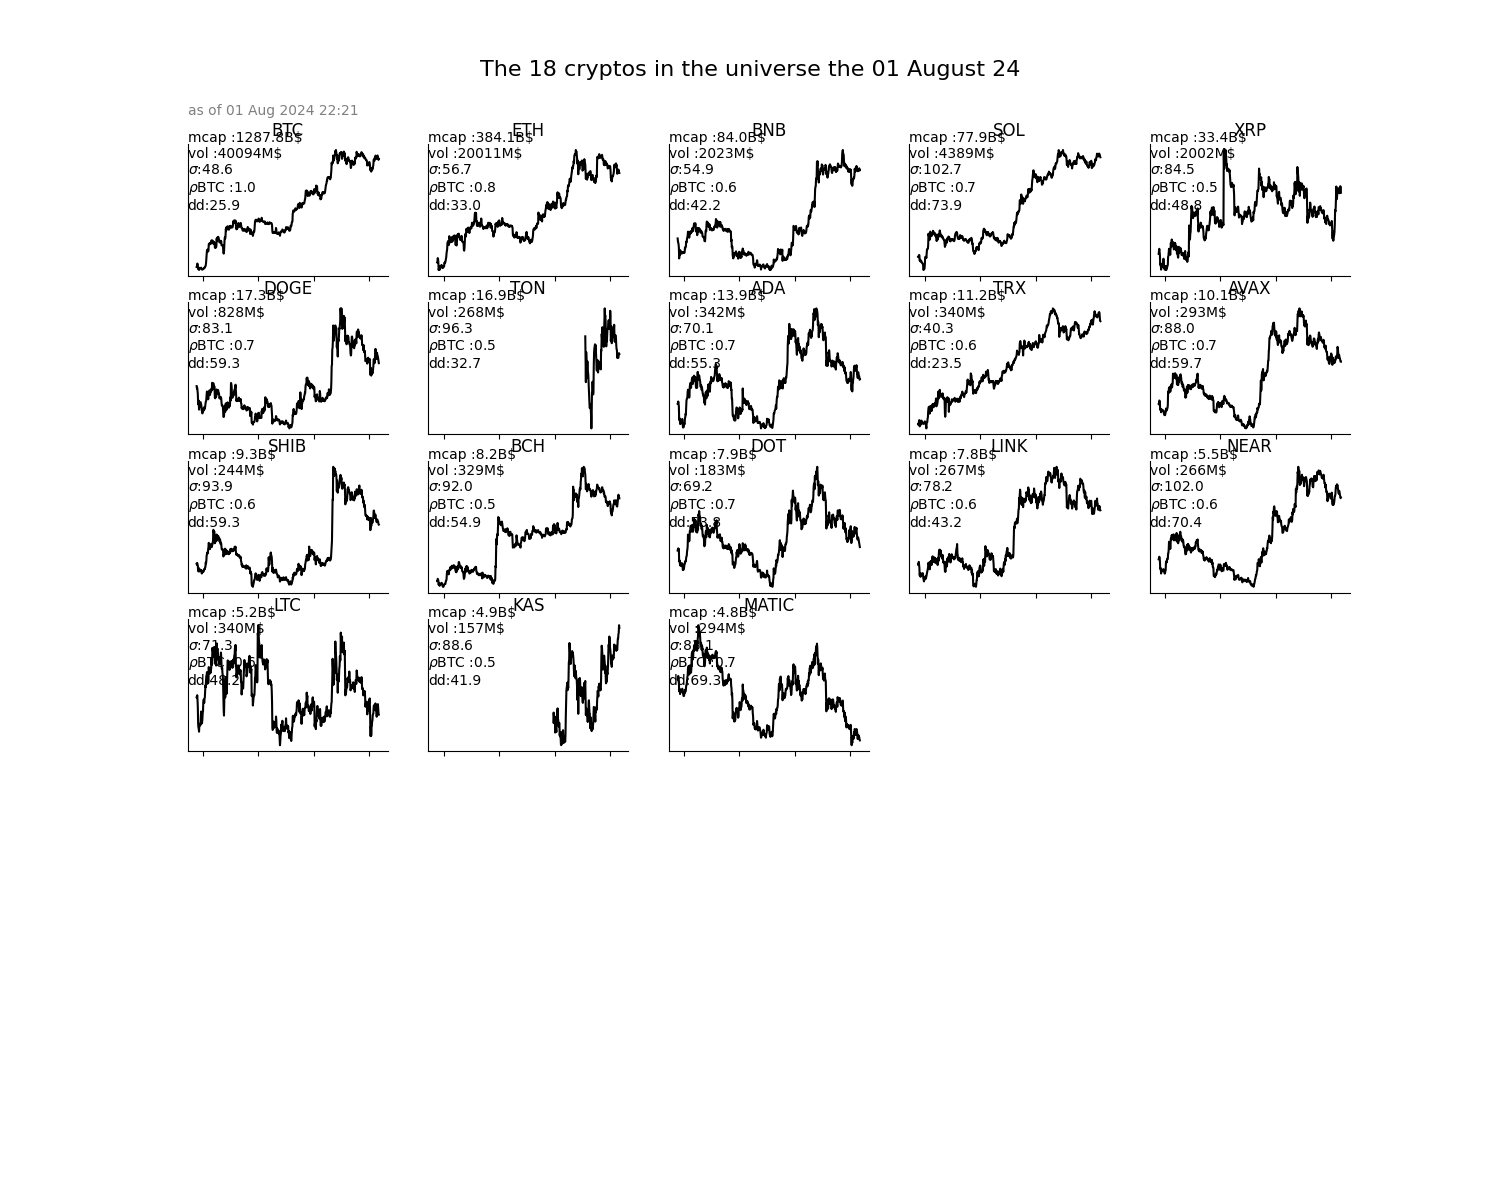 The 18 cryptos in the universe the 01 August 24
as of 01 Aug 2024 22:21
BTC
mcap :1287.8B$
vol :40094M$
σ:48.6
ρBTC :1.0
dd:25.9
ETH
mcap :384.1B$
vol :20011M$
σ:56.7
ρBTC :0.8
dd:33.0
BNB
mcap :84.0B$
vol :2023M$
σ:54.9
ρBTC :0.6
dd:42.2
SOL
mcap :77.9B$
vol :4389M$
σ:102.7
ρBTC :0.7
dd:73.9
XRP
mcap :33.4B$
vol :2002M$
σ:84.5
ρBTC :0.5
dd:48.8
DOGE
mcap :17.3B$
vol :828M$
σ:83.1
ρBTC :0.7
dd:59.3
TON
mcap :16.9B$
vol :268M$
σ:96.3
ρBTC :0.5
dd:32.7
ADA
mcap :13.9B$
vol :342M$
σ:70.1
ρBTC :0.7
dd:55.3
TRX
mcap :11.2B$
vol :340M$
σ:40.3
ρBTC :0.6
dd:23.5
AVAX
mcap :10.1B$
vol :293M$
σ:88.0
ρBTC :0.7
dd:59.7
SHIB
mcap :9.3B$
vol :244M$
σ:93.9
ρBTC :0.6
dd:59.3
BCH
mcap :8.2B$
vol :329M$
σ:92.0
ρBTC :0.5
dd:54.9
DOT
mcap :7.9B$
vol :183M$
σ:69.2
ρBTC :0.7
LINK
mcap :7.8B$
vol :267M$
σ:78.2
ρBTC :0.6
dd:43.2
NEAR
mcap :5.5B$
vol :266M$
σ:102.0
ρBTC :0.6
dd:70.4
LTC
mcap :5.2B$
vol :340M$
σ:71.3
ρBTC
dd:48.2
KAS
mcap :4.9B$
vol :157M$
σ:88.6
ρBTC :0.5
dd:41.9
MATIC
mcap :4.8B$
vol :294M$
ρBTC :0.7
dd:69.3